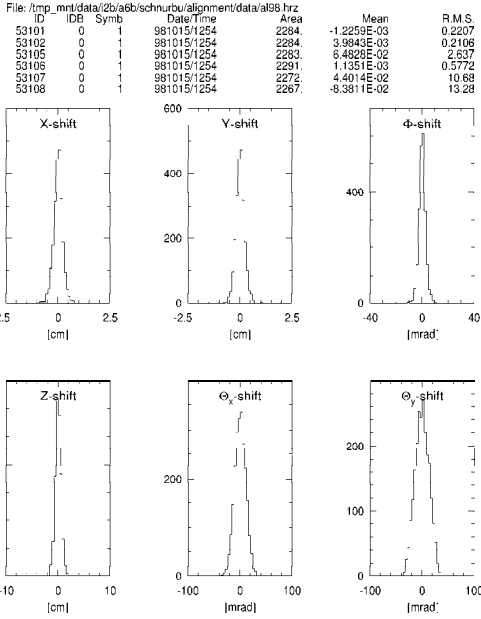 File: /tmp_mnt/data/i2b/a6b/schnurbu/alignment/data/al98.hrz
ID IDB Symb Date/Time Area Mean R.M.S.
53101 0 1 981015/1254 2284. -1.2259E-03 0.2207
53102 0 1 981015/1254 2284. 3.9843E-03 0.2106
53105 0 1 981015/1254 2283. 6.4828E-02 2.637
53106 0 1 981015/1254 2291. 1.1351E-03 0.5772
53107 0 1 981015/1254 2272. 4.4014E-02 10.68
53108 0 1 981015/1254 2267. -8.3811E-02 13.28
600
X-shift Y-shift Φ-shift
400 400
200
0 0
2.5 0 2.5 -2.5 0 2.5 -40 0 40
[cm] [cm] [mrad]
Z-shift Θx-shift Θy-shift
200 200
100
0 0
-10 0 10 -100 0 100 -100 0 100
[cm] [mrad] [mrad]